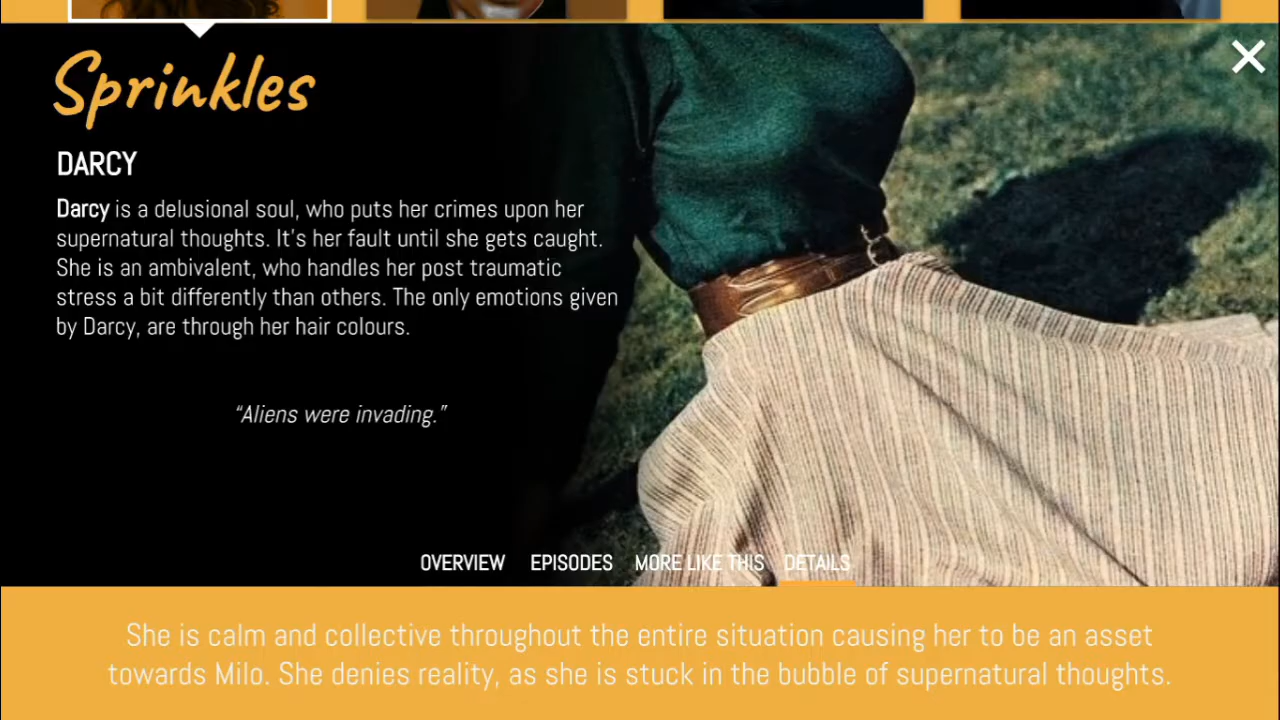 Sprinkles
DARCY
Darcy is a delusional soul, who puts her crimes upon her
supernatural thoughts. It's her fault until she gets caught.
She is an ambivalent, who handles her post traumatic
stress a bit differently than others. The only emotions given
by Darcy, are through her hair colours.
“Aliens were invading.”
OVERVIEW EPISODES MORE LIKE THIS DETAILS
She is calm and collective throughout the entire situation causing her to be an asset
towards Milo. She denies reality, as she is stuck in the bubble of supernatural thoughts.